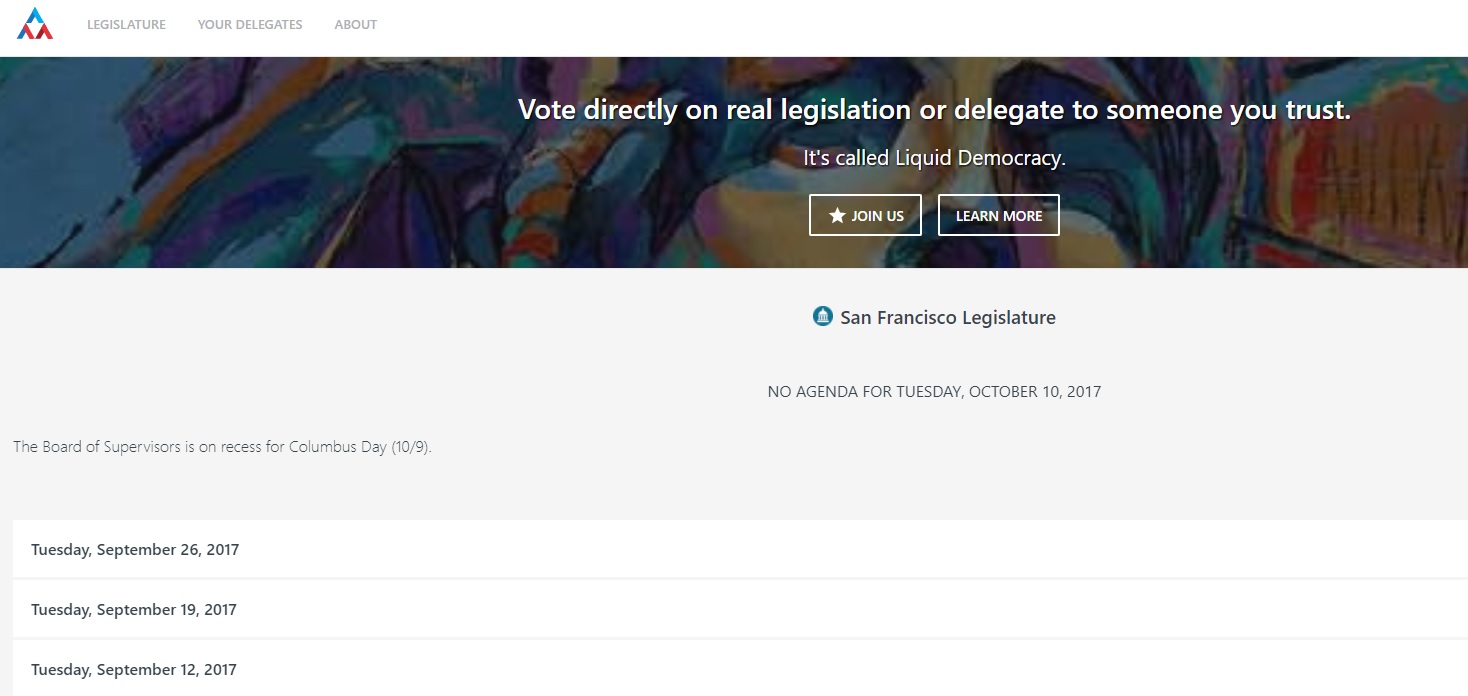 LEGISLATURE YOUR DELEGATES ABOUT
Vote directly on real legislation or delegate to someone you trust.
It's called Liquid Democracy.
JOIN US LEARN MORE
San Francisco Legislature
NO AGENDA FOR TUESDAY, OCTOBER 10, 2017
The Board of Supervisors is on recess for Columbus Day (10/9).
Tuesday, September 26, 2017
Tuesday, September 19, 2017
Tuesday, September 12, 2017